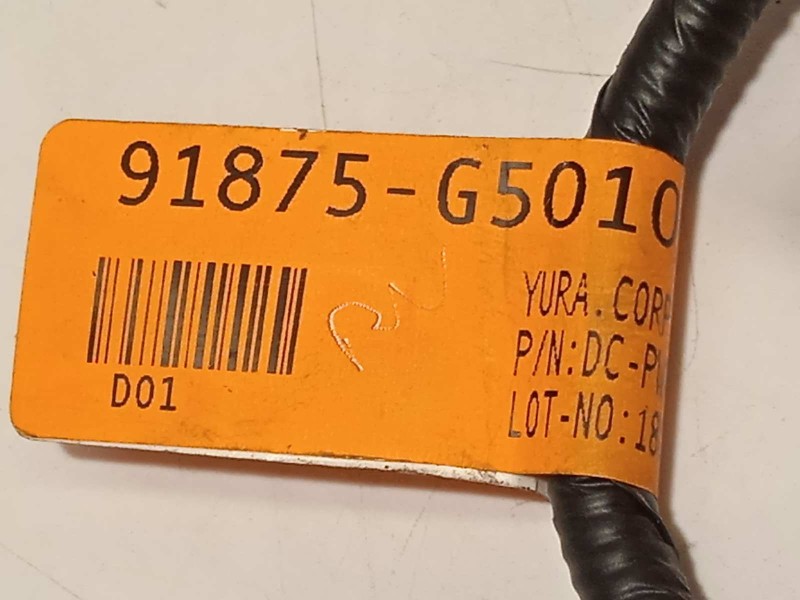 91875-G5010
D01
YURA.CORP
P/N:DC-P
LOT-NO:18